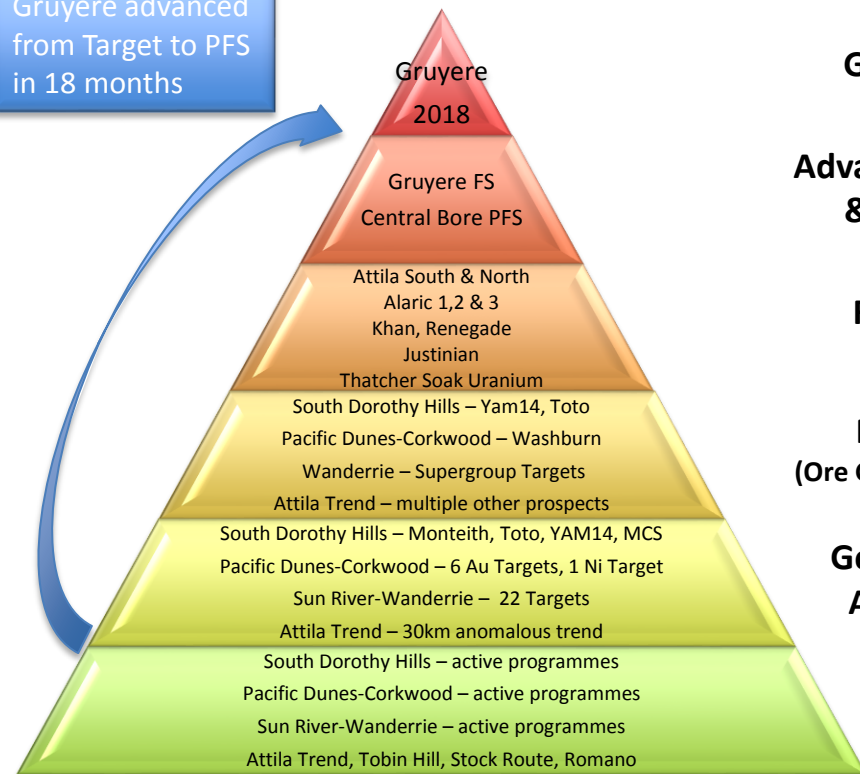 Gruyere advanced
from Target to PFS
in 18 months
Gruyere
2018
Gruyere FS
Central Bore PFS
Attila South & North
Alaric 1,2 & 3
Khan, Renegade
Justinian
Thatcher Soak Uranium
South Dorothy Hills – Yam14, Toto
Pacific Dunes-Corkwood – Washburn
Wanderrie – Supergroup Targets
Attila Trend – multiple other prospects
(Ore
South Dorothy Hills – Monteith, Toto, YAM14, MCS
Pacific Dunes-Corkwood – 6 Au Targets, 1 Ni Target
Sun River-Wanderrie – 22 Targets
Attila Trend – 30km anomalous trend
South Dorothy Hills – active programmes
Pacific Dunes-Corkwood – active programmes
Sun River-Wanderrie – active programmes
Attila Trend, Tobin Hill, Stock Route, Romano